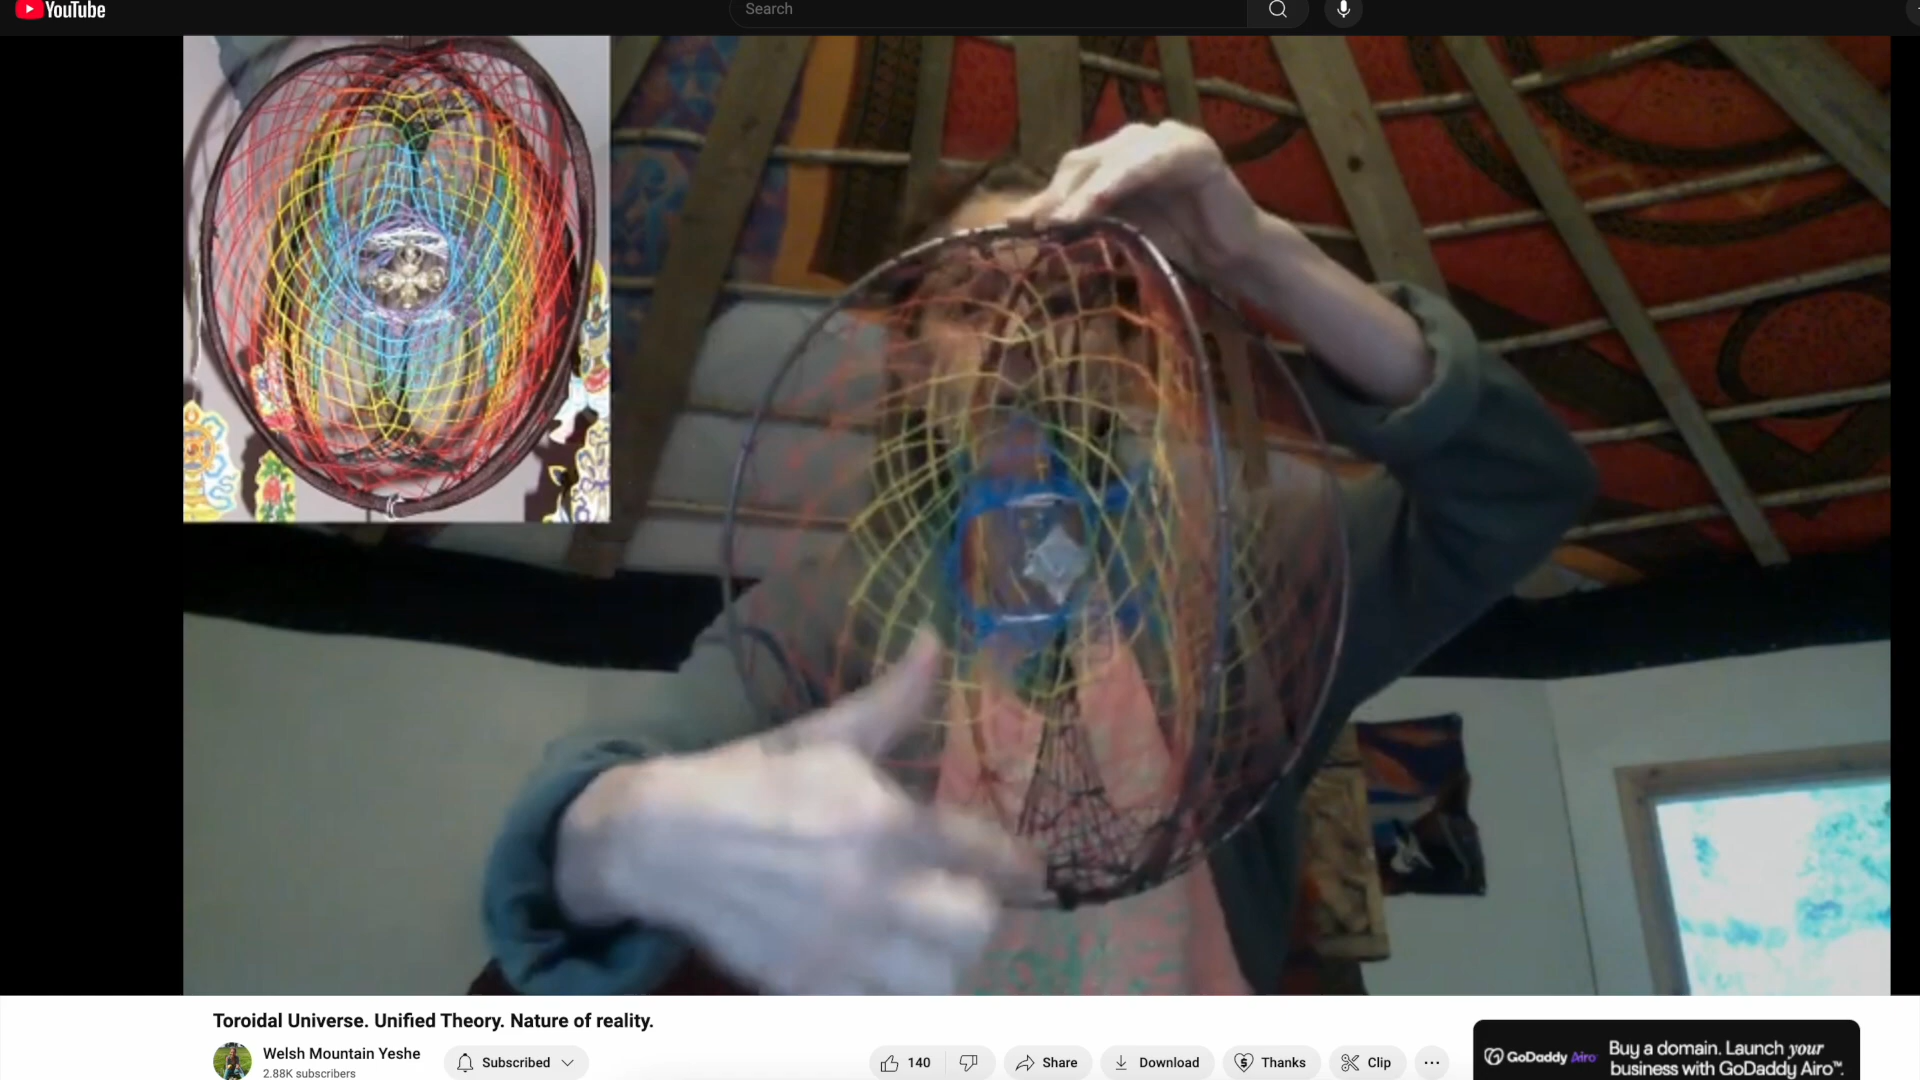 YouTube
Search
Toroidal Universe. Unified Theory. Nature of reality.
Welsh Mountain Yeshe
2.88K subscribers
Subscribed
140
Share
Download
Thanks
Clip
GoDaddy Airo
Buy a domain. Launch your
business with GoDaddy Airo™.